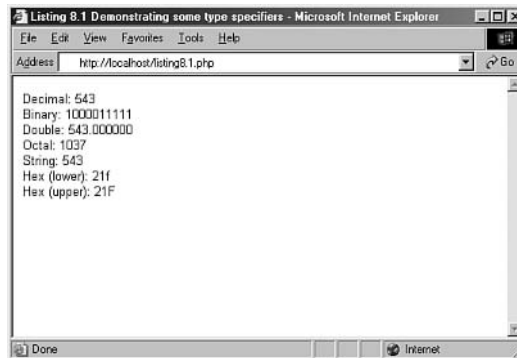 Listing 8.1 Demonstrating some type specifiers - Microsoft Internet Explorer
File Edit View Favorites Tools Help
Address http://localhost/listing8.1.php Go
Decimal: 543
Binary: 1000011111
Double: 543.000000
Octal: 1037
String: 543
Hex (lower): 21f
Hex (upper): 21F
Done Internet